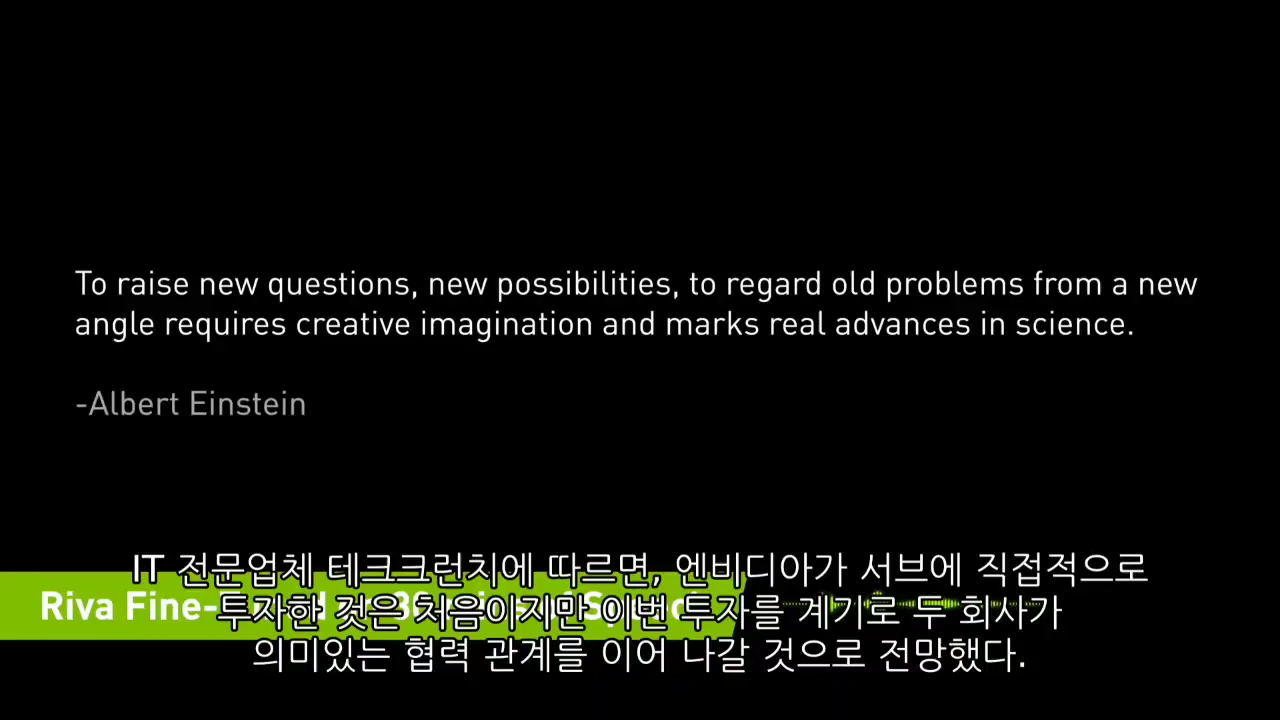 To raise new questions, new possibilities, to regard old problems from a new
angle requires creative imagination and marks real advances in science.
-Albert Einstein
IT 전문업체 테크크런치에 따르면, 엔비디아가 서브에 직접적으로
투자한 것은 처음이지만 이번 투자를 계기로 두 회사가
의미있는 협력 관계를 이어 나갈 것으로 전망했다.
Riva